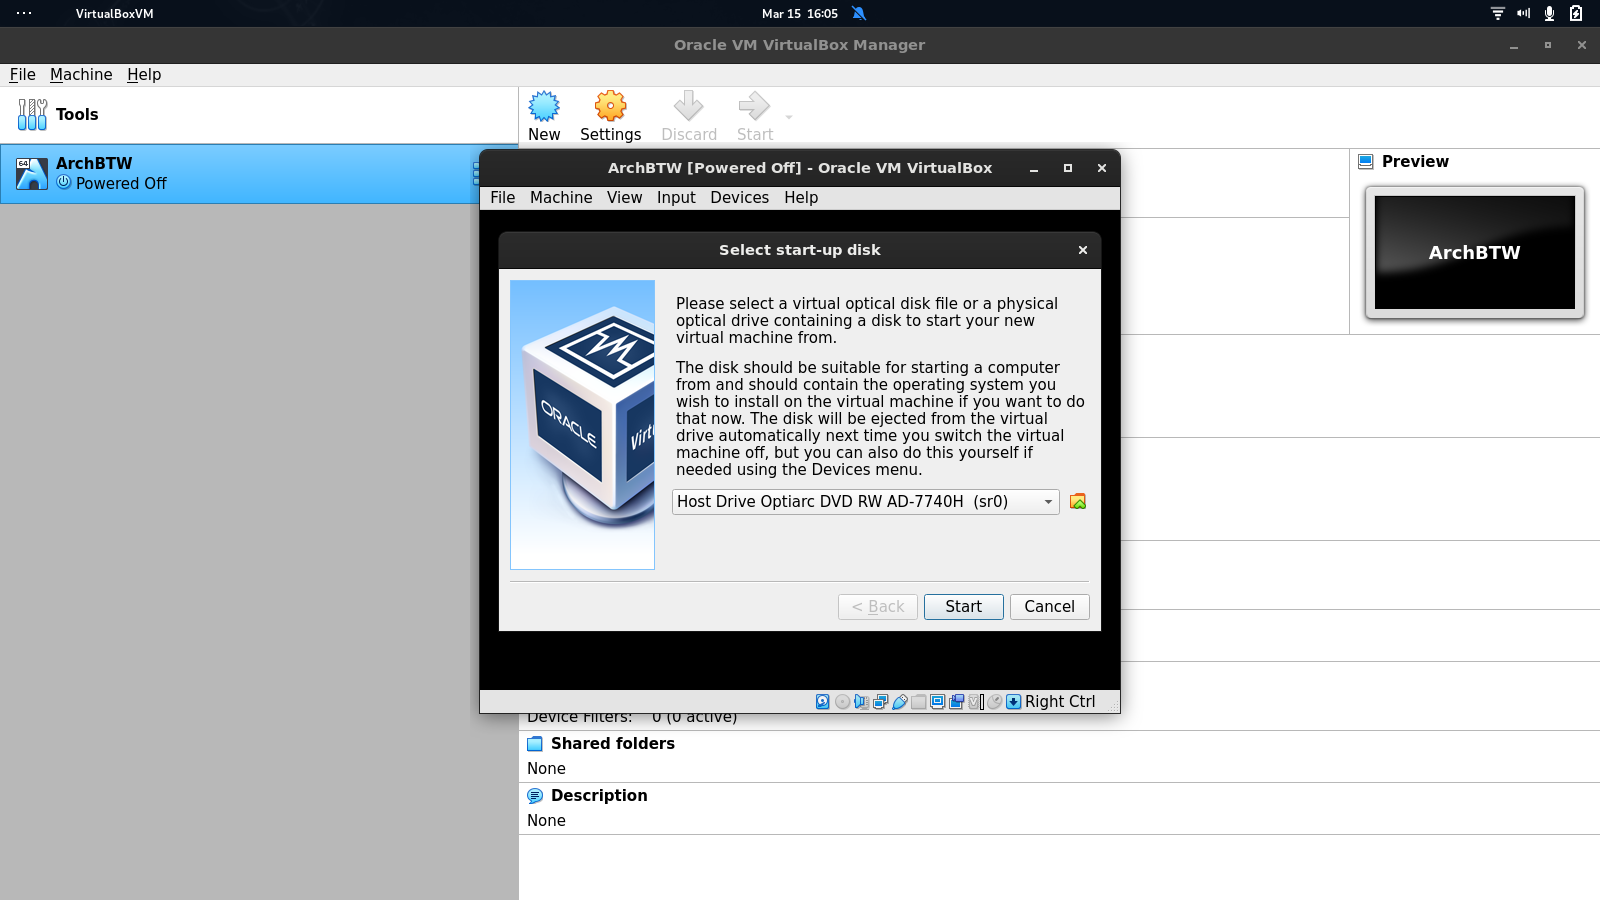 VirtualBoxVM
Mar 15 16:05
Oracle VM VirtualBox Manager
File Machine Help
Tools
New Settings Discard Start
64
ArchBTW
Powered Off
ArchBTW [Powered Off] - Oracle VM VirtualBox
File Machine View Input Devices Help
Preview
ArchBTW
Select start-up disk
Please select a virtual optical disk file or a physical
optical drive containing a disk to start your new
virtual machine from.
The disk should be suitable for starting a computer
from and should contain the operating system you
wish to install on the virtual machine if you want to do
that now. The disk will be ejected from the virtual
drive automatically next time you switch the virtual
machine off, but you can also do this yourself if
needed using the Devices menu.
ORACLE
Virt
Host Drive Optiarc DVD RW AD-7740H (sr0)
< Back Start Cancel
Right Ctrl
Device Filters: 0 (0 active)
Shared folders
None
Description
None